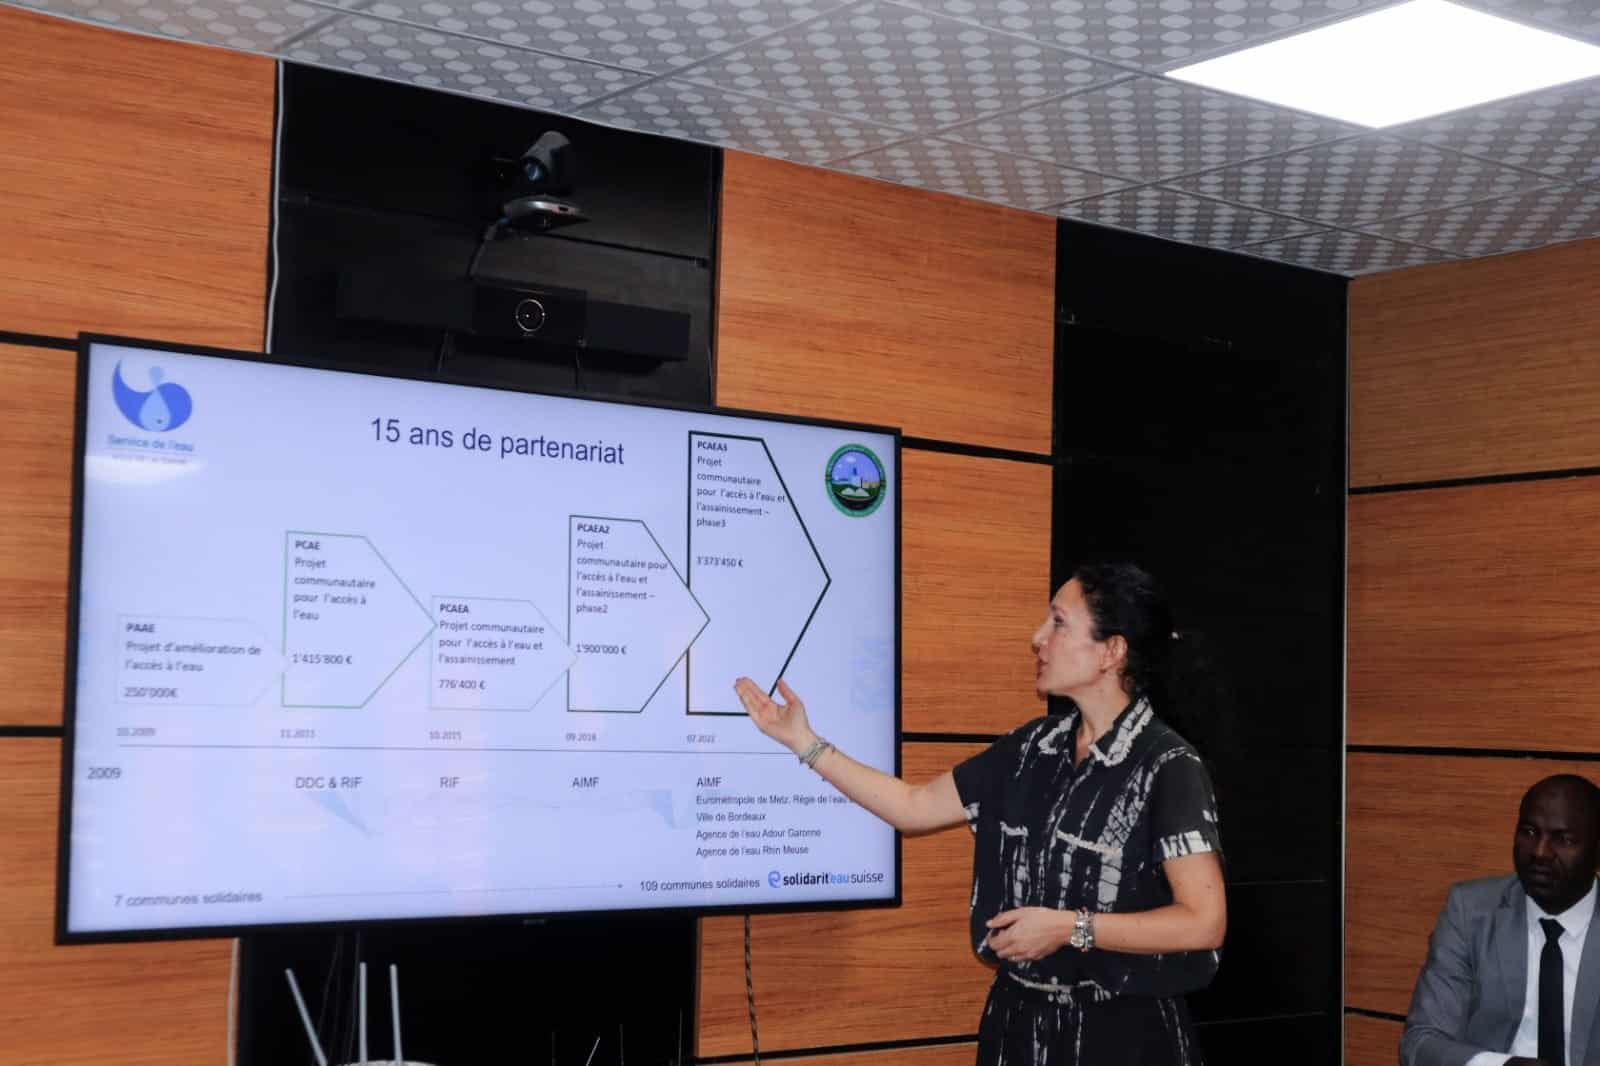 Service de l'eau
15 ans de partenariat
PAAE
Projet d'amélioration de
l'accès à l'eau
250'000€
PCAE
Projet
communautaire
pour l'accès à
l'eau
1'415'800 €
PCAEA
Projet communautaire
pour l'accès à l'eau et
l'assainissement
776'400 €
PCAEA2
Projet
communautaire pour
l'accès à l'eau et
l'assainissement –
phase2
1'900'000 €
PCAEA3
Projet
communautaire
pour l'accès à l'eau et
l'assainissement –
phase3
3'373'450 €
10.2009
11.2013
10.2015
09.2018
07.2022
2009
DDC & RIF
RIF
AIMF
AIMF
Eurométropole de Metz, Régie de l'eau
Ville de Bordeaux
Agence de l'eau Adour Garonne
Agence de l'eau Rhin Meuse
7 communes solidaires
109 communes solidaires
solidarit'eau suisse